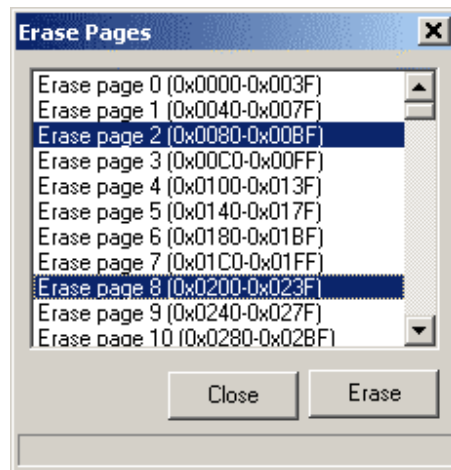 Erase Pages
Erase page 0 (0x0000-0x003F)
Erase page 1 (0x0040-0x007F)
Erase page 2 (0x0080-0x00BF)
Erase page 3 (0x00C0-0x00FF)
Erase page 4 (0x0100-0x013F)
Erase page 5 (0x0140-0x017F)
Erase page 6 (0x0180-0x01BF)
Erase page 7 (0x01C0-0x01FF)
Erase page 8 (0x0200-0x023F)
Erase page 9 (0x0240-0x027F)
Erase page 10 (0x0280-0x02BF)
Close Erase